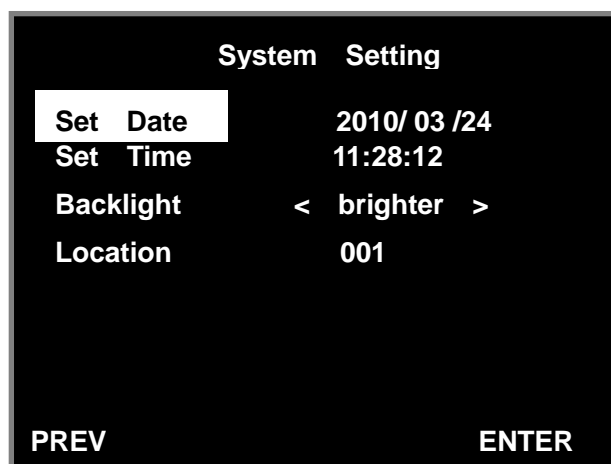 System Setting
Set Date 2010/ 03 /24
Set Time 11:28:12
Backlight < brighter >
Location 001
PREV ENTER